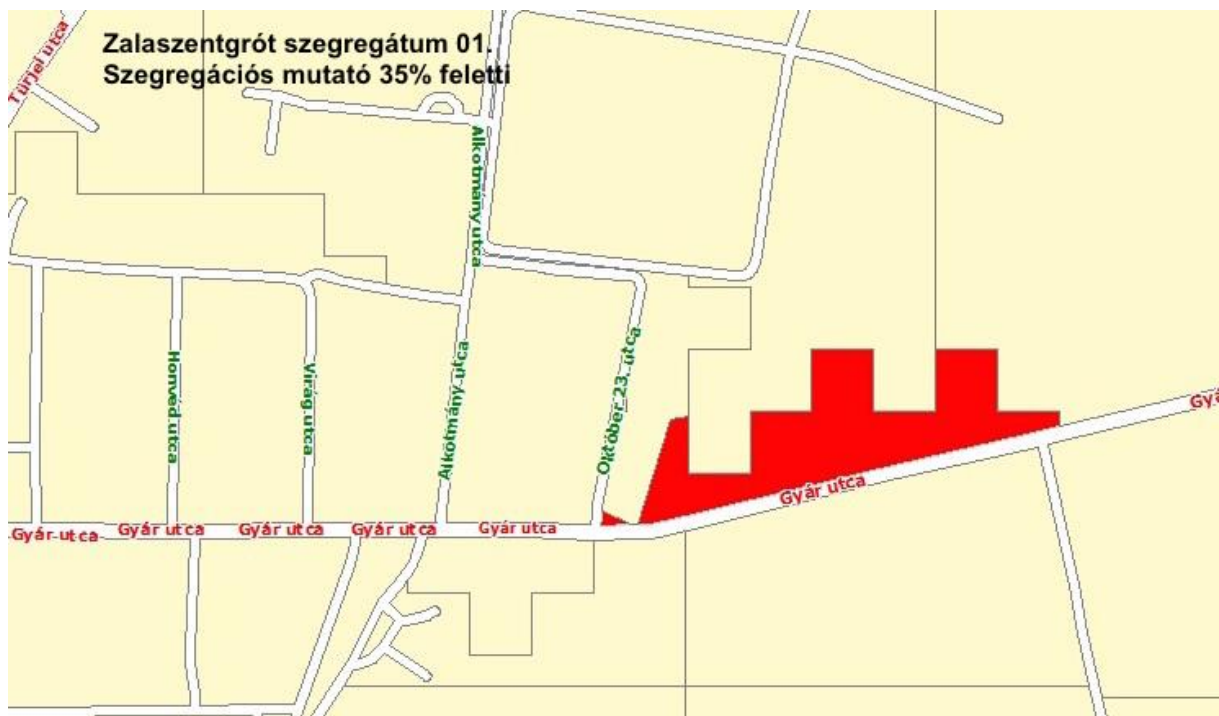 Zalaszentgrót szegregátum 01.
Szegregációs mutató 35% feletti
Türjei utca
Alkotmány utca
Honvéd utca
Virág utca
Alkotmány utca
Október 23. utca
Gyár utca
Gyár utca
Gyár utca
Gyár utca
Gyár utca
Gyár utca
Gyá